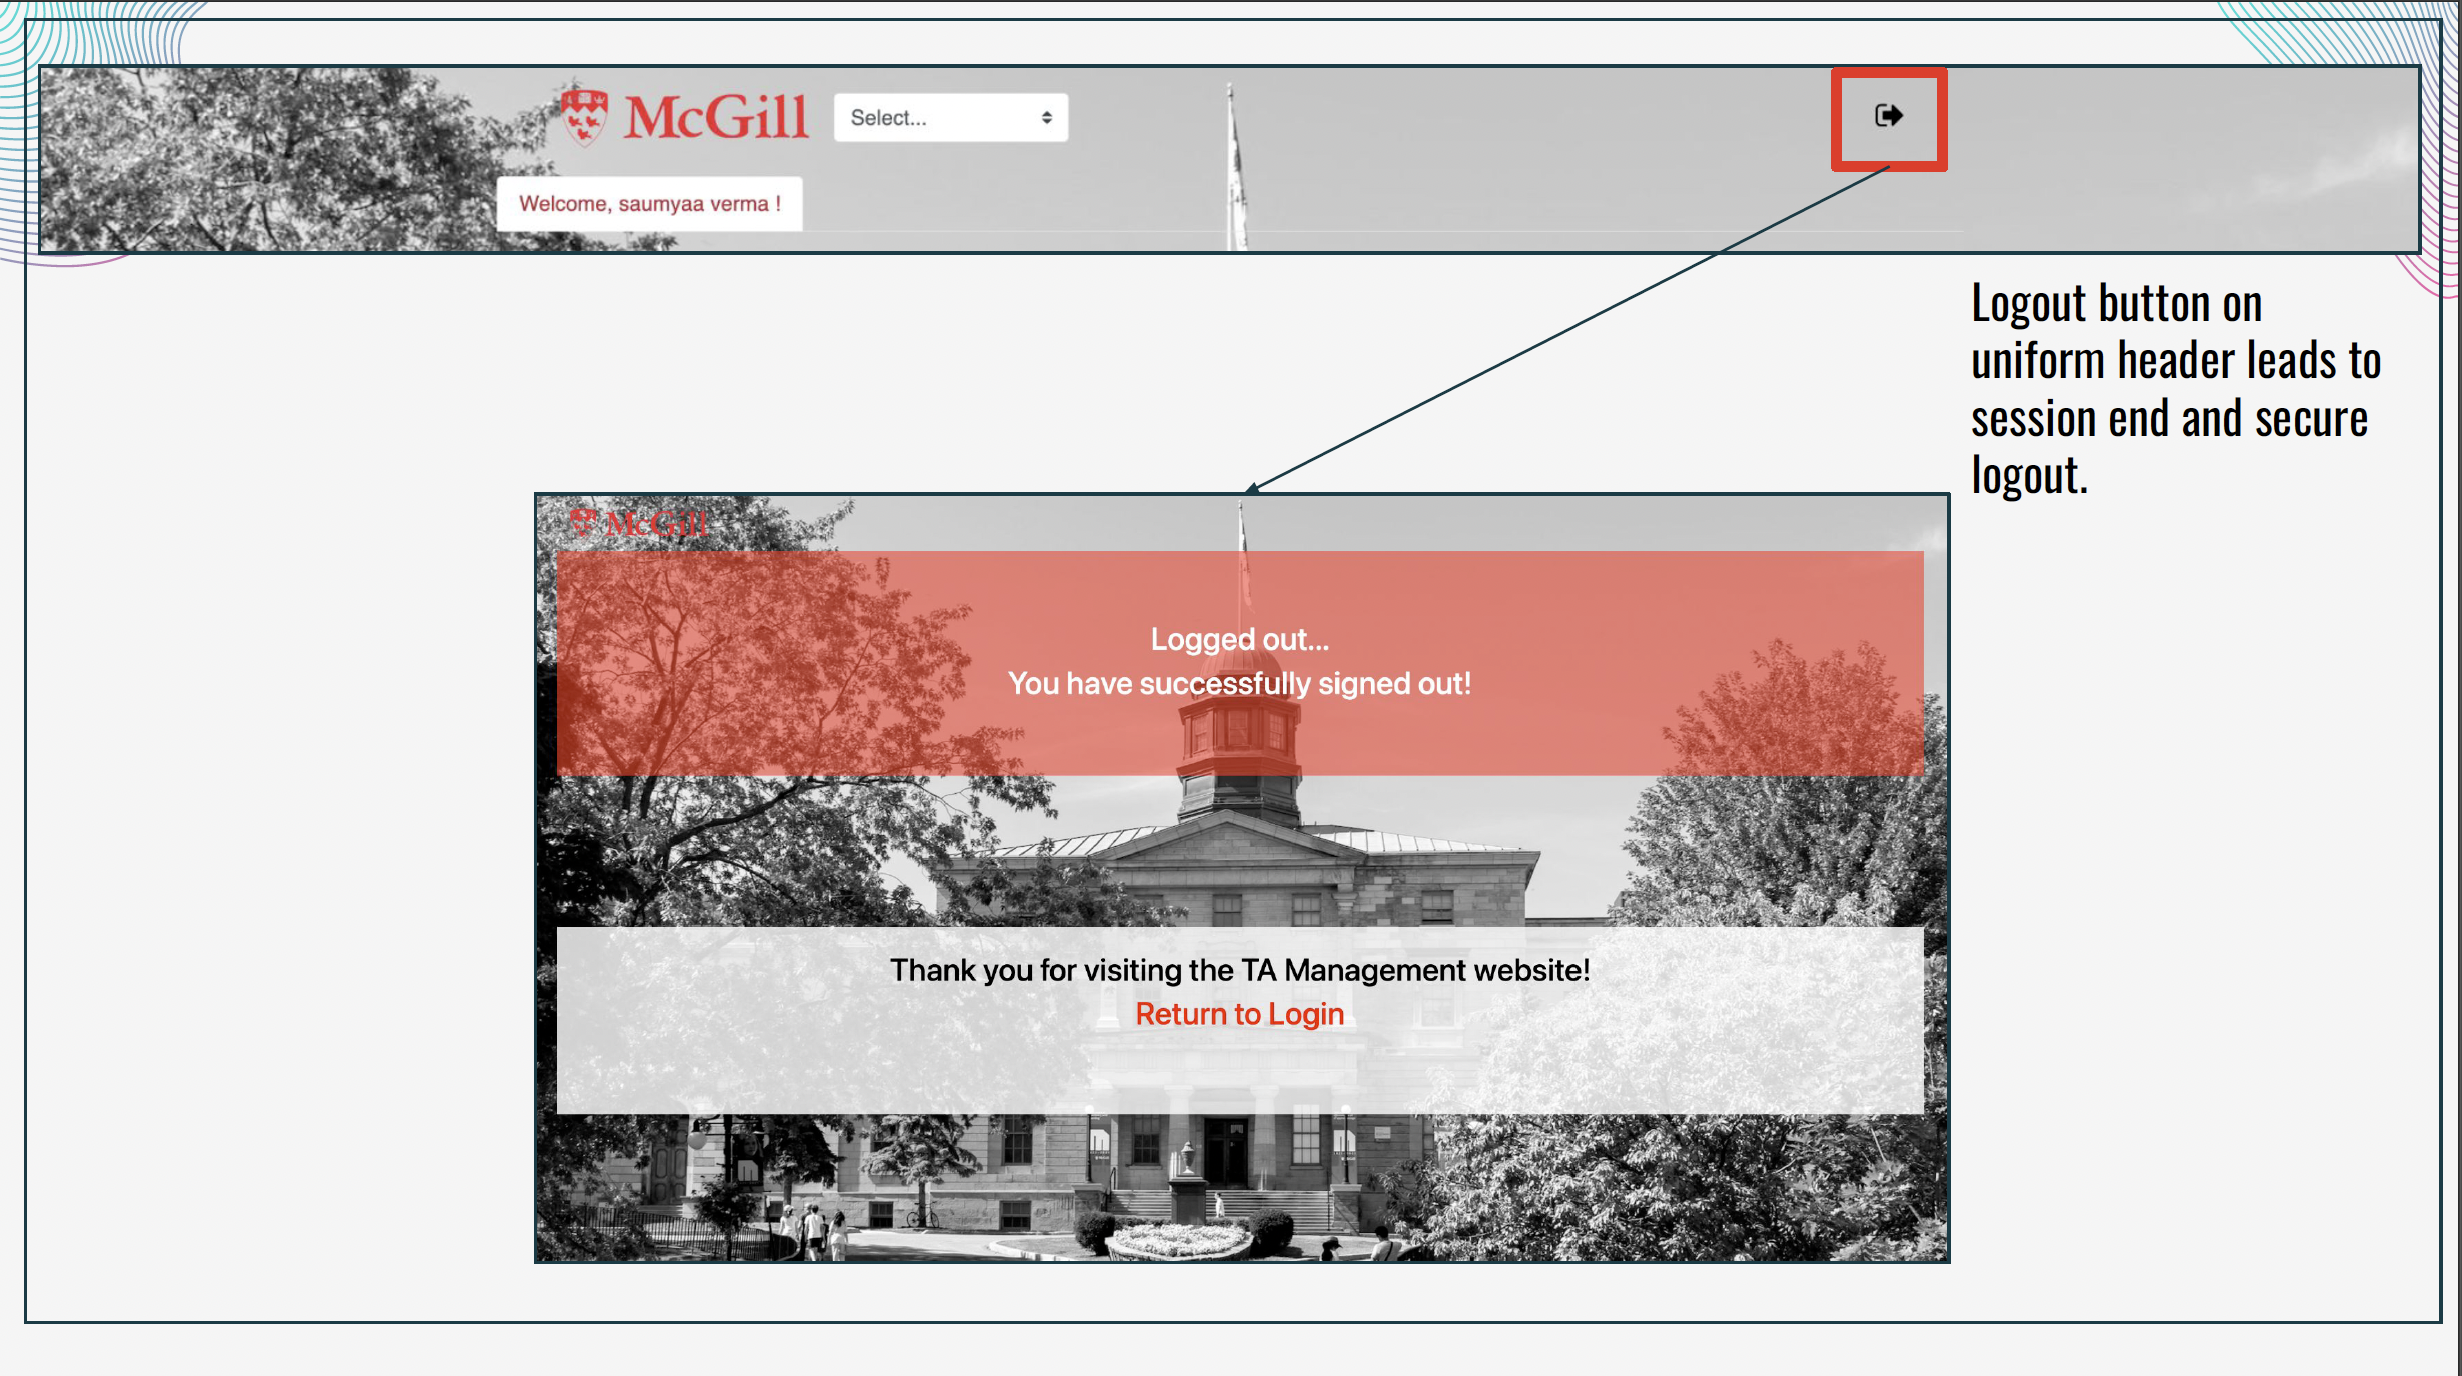 McGill
Select...
Welcome, saumyaa verma !
Logout button on
uniform header leads to
session end and secure
logout.
McGill
Logged out...
You have successfully signed out!
Thank you for visiting the TA Management website!
Return to Login